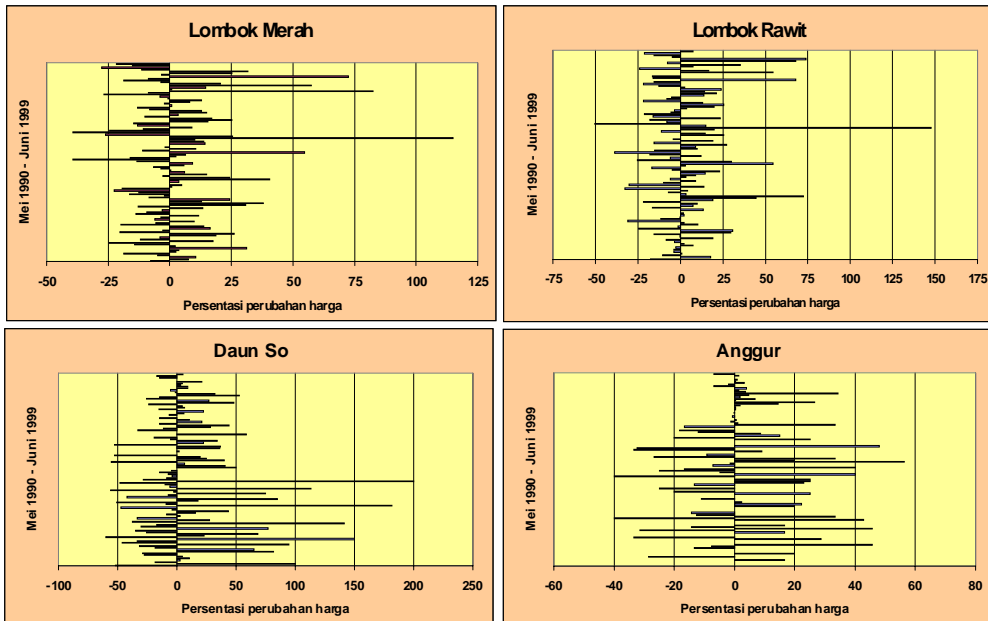 Lombok Merah
Mei 1990 - Juni 1999
-50 -25 0 25 50 75 100 125
Persentasi perubahan harga
Lombok Rawit
Mei 1990 - Juni 1999
-75 -50 -25 0 25 50 75 100 125 150 175
Persentasi perubahan harga
Daun So
Mei 1990 - Juni 1999
-100 -50 0 50 100 150 200 250
Persentasi perubahan harga
Anggur
Mei 1990 - Juni 1999
-60 -40 -20 0 20 40 60 80
Persentasi perubahan harga